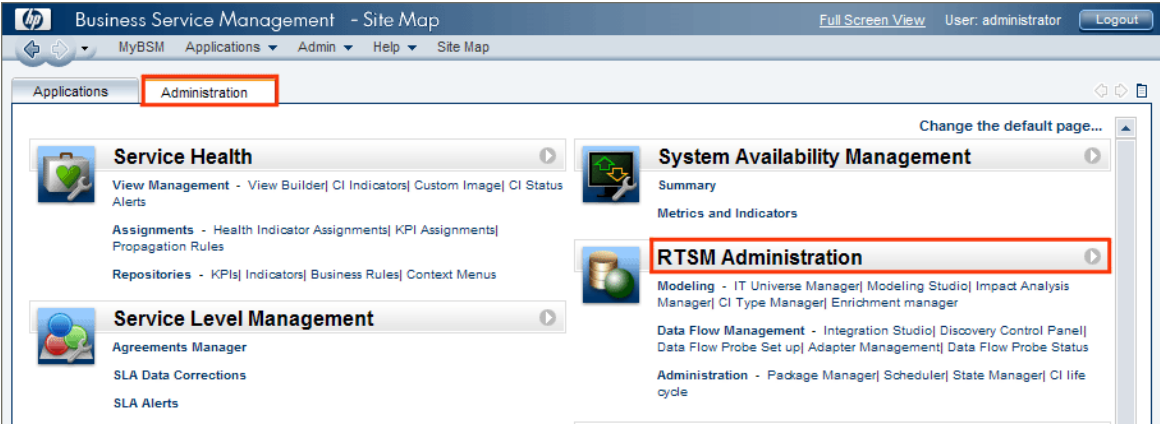 hp Business Service Management - Site Map Full Screen View User: administrator Logout
MyBSM Applications Admin Help Site Map
Applications Administration
Change the default page...
Service Health
View Management - View Builder| CI Indicators| Custom Image| CI Status
Alerts
Assignments - Health Indicator Assignments| KPI Assignments|
Propagation Rules
Repositories - KPIs| Indicators| Business Rules| Context Menus
Service Level Management
Agreements Manager
SLA Data Corrections
SLA Alerts
System Availability Management
Summary
Metrics and Indicators
RTSM Administration
Modeling - IT Universe Manager| Modeling Studio| Impact Analysis
Manager| CI Type Manager| Enrichment manager
Data Flow Management - Integration Studio| Discovery Control Panel|
Data Flow Probe Set up| Adapter Management| Data Flow Probe Status
Administration - Package Manager| Scheduler| State Manager| CI life
cycle